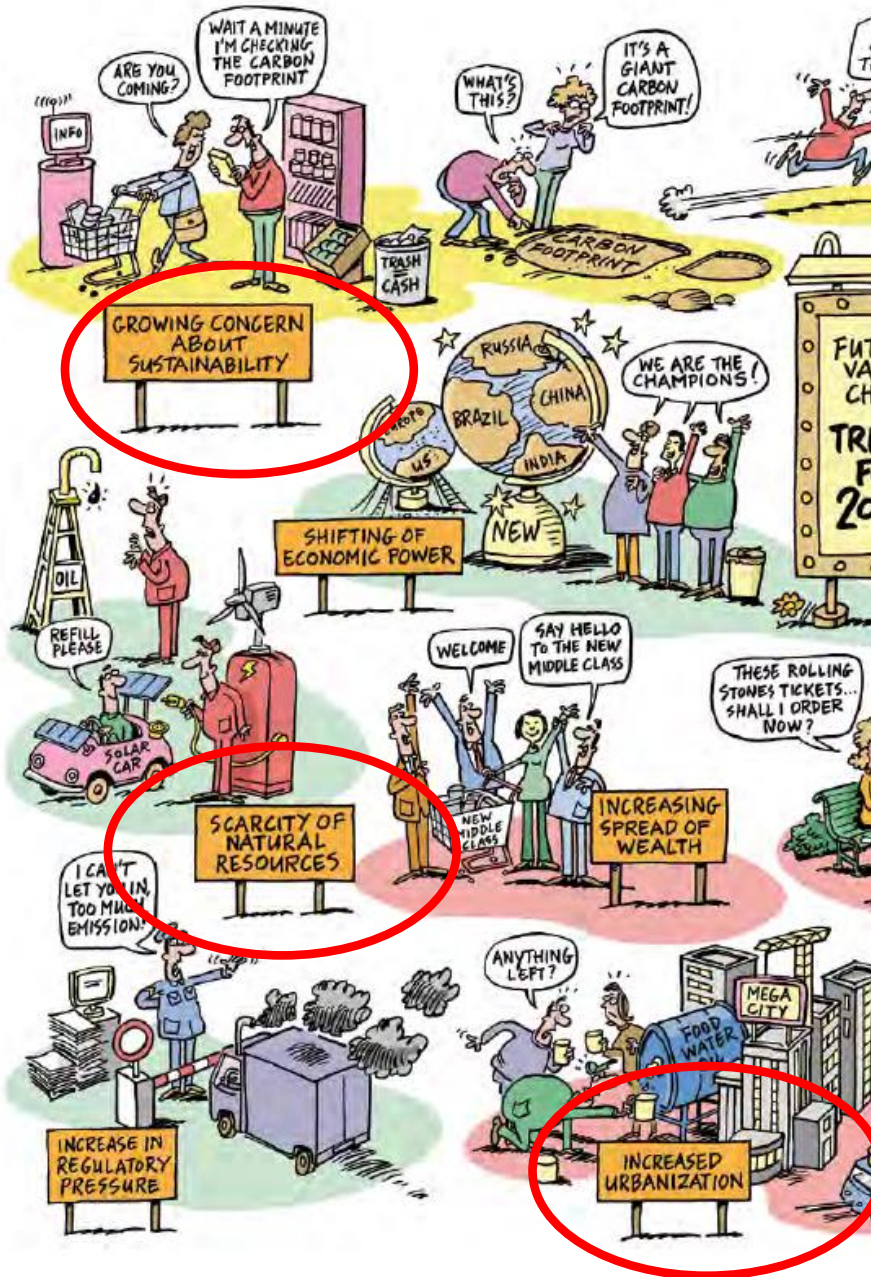 WAIT A MINUTE
I'M CHECKING
THE CARBON
FOOTPRINT
ARE YOU
COMING?
INFO
TRASH
=
CASH
WHAT'S
THIS?
IT'S A
GIANT
CARBON
FOOTPRINT!
CARBON
FOOTPRINT
GROWING CONCERN
ABOUT
SUSTAINABILITY
EUROPE
US
RUSSIA
BRAZIL
CHINA
INDIA
NEW
WE ARE THE
CHAMPIONS!
SHIFTING OF
ECONOMIC POWER
OIL
REFILL
PLEASE
SOLAR
CAR
SCARCITY OF
NATURAL
RESOURCES
WELCOME
SAY HELLO
TO THE NEW
MIDDLE CLASS
NEW
MIDDLE
CLASS
INCREASING
SPREAD OF
WEALTH
THESE ROLLING
STONES TICKETS...
SHALL I ORDER
NOW?
I CAN'T
LET YOU IN,
TOO MUCH
EMISSION!
INCREASE IN
REGULATORY
PRESSURE
ANYTHING
LEFT?
FOOD
WATER
OIL
MEGA
CITY
INCREASED
URBANIZATION